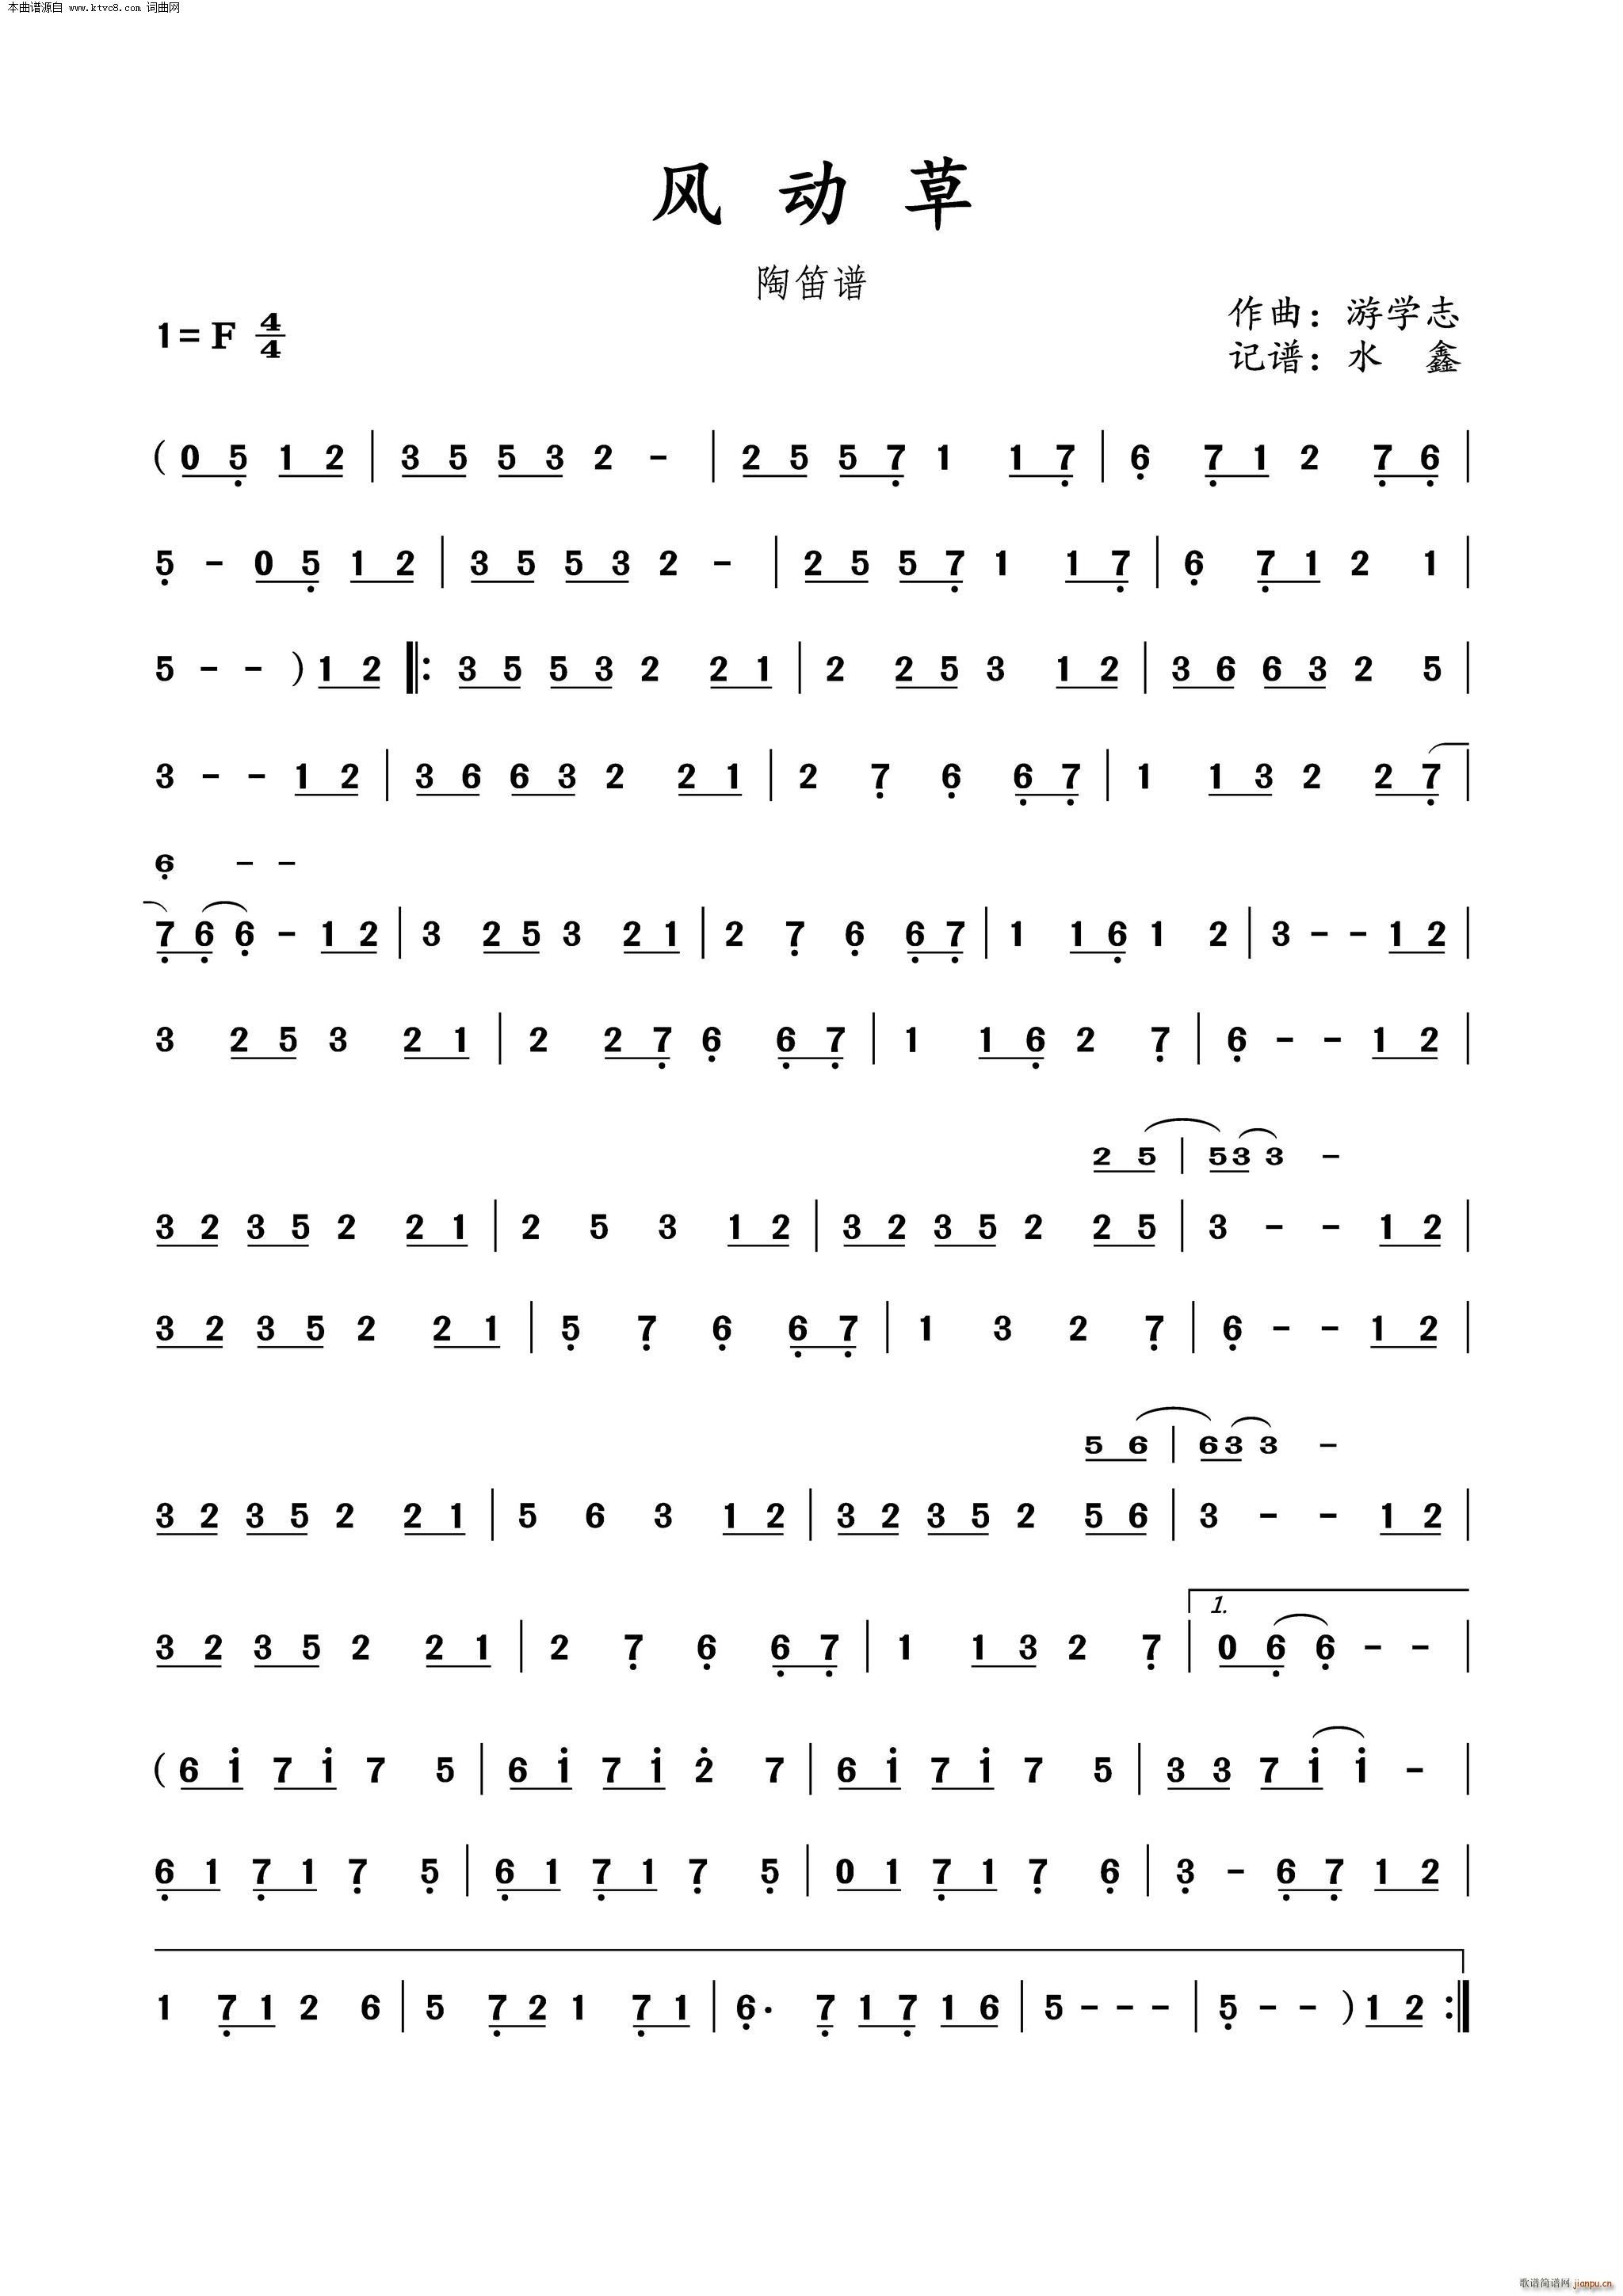 本曲谱源自 www.ktvc8.com 词曲网
风 动 草
陶笛谱
1=F 4/4
作曲：游学志
记谱：水 鑫
( 0 5̣ 1 2 | 3 5 5 3 2 - | 2 5 5 7̣ 1 1 7̣ | 6̣ 7̣ 1 2 7̣ 6̣ |
5̣ - 0 5̣ 1 2 | 3 5 5 3 2 - | 2 5 5 7̣ 1 1 7̣ | 6̣ 7̣ 1 2 1 |
5 - - ) 1 2 |: 3 5 5 3 2 2 1 | 2 2 5 3 1 2 | 3 6 6 3 2 5 |
3 - - 1 2 | 3 6 6 3 2 2 1 | 2 7̣ 6̣ 6̣ 7̣ | 1 1 3 2 2 7̣ |
6̣ - -
7̣ 6̣ 6̣ - 1 2 | 3 2 5 3 2 1 | 2 7̣ 6̣ 6̣ 7̣ | 1 1 6̣ 1 2 | 3 - - 1 2 |
3 2 5 3 2 1 | 2 2 7̣ 6̣ 6̣ 7̣ | 1 1 6̣ 2 7̣ | 6̣ - - 1 2 |
2 5 | 5 3 3 -
3 2 3 5 2 2 1 | 2 5 3 1 2 | 3 2 3 5 2 2 5 | 3 - - 1 2 |
3 2 3 5 2 2 1 | 5̣ 7̣ 6̣ 6̣ 7̣ | 1 3 2 7̣ | 6̣ - - 1 2 |
5 6 | 6 3 3 -
3 2 3 5 2 2 1 | 5 6 3 1 2 | 3 2 3 5 2 5 6 | 3 - - 1 2 |
1.
3 2 3 5 2 2 1 | 2 7̣ 6̣ 6̣ 7̣ | 1 1 3 2 7̣ | 0 6̣ 6̣ - - |
( 6 1̇ 7 1̇ 7 5 | 6 1̇ 7 1̇ 2̇ 7 | 6 1̇ 7 1̇ 7 5 | 3 3 7 1̇ 1̇ - |
6̣ 1 7̣ 1 7̣ 5̣ | 6̣ 1 7̣ 1 7̣ 5̣ | 0 1 7̣ 1 7̣ 6̣ | 3̣ - 6̣ 7̣ 1 2 |
1 7̣ 1 2 6 | 5 7̣ 2 1 7̣ 1 | 6̣. 7̣ 1 7̣ 1 6 | 5 - - - | 5̣ - - ) 1 2 :|
歌谱简谱网 jianpu.cn